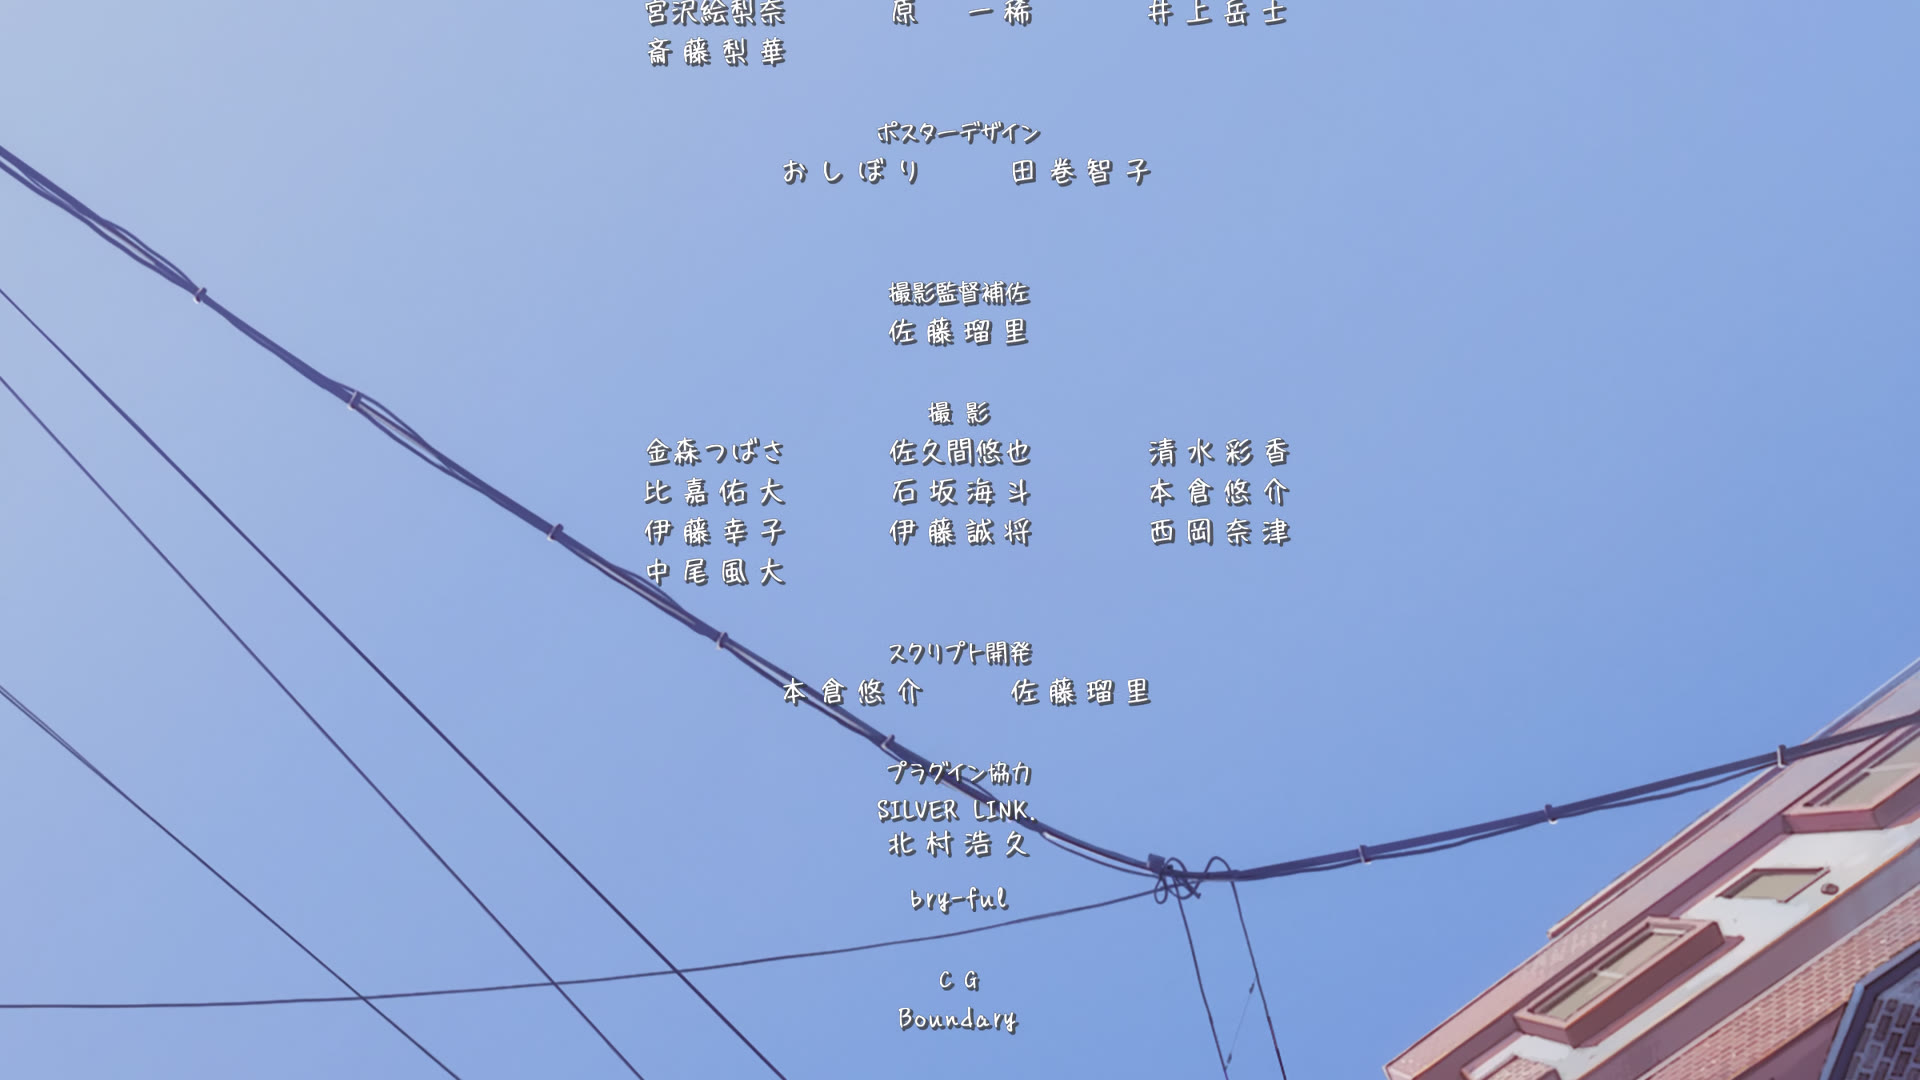 宮沢絵梨奈　原　一稀　井上岳士
斎藤梨華
ポスターデザイン
おしぼり　田巻智子
撮影監督補佐
佐藤瑠里
撮影
金森つばさ　佐久間悠也　清水彩香
比嘉佑大　石坂海斗　本倉悠介
伊藤幸子　伊藤誠将　西岡奈津
中尾風大
スクリプト開発
本倉悠介　佐藤瑠里
プラグイン協力
SILVER LINK.
北村浩久
bry-ful
CG
Boundary